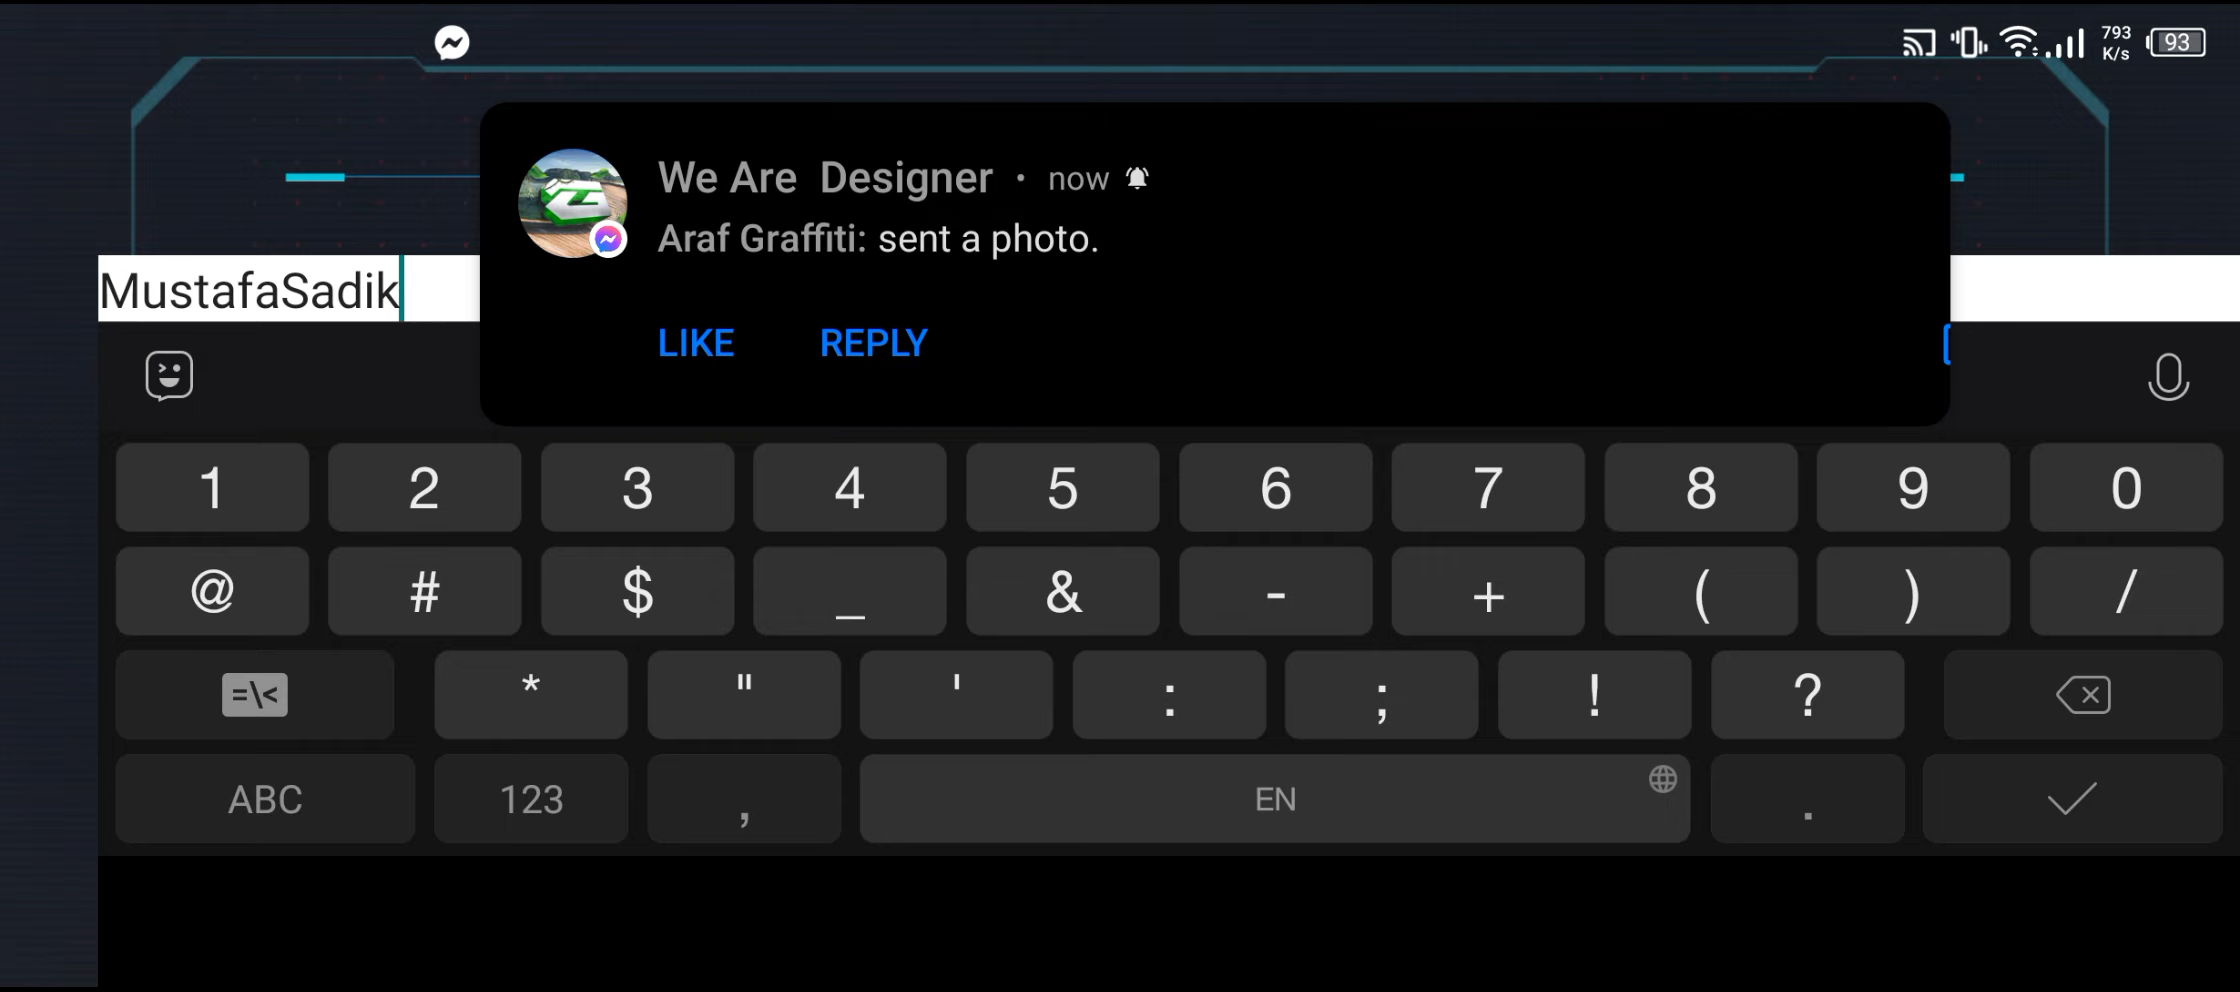 793
K/s
93
We Are Designer • now
Araf Graffiti: sent a photo.
MustafaSadik
LIKE REPLY
1 2 3 4 5 6 7 8 9 0
@ # $ _ & - + ( ) /
=\< * " ' : ; ! ?
ABC 123 , EN .